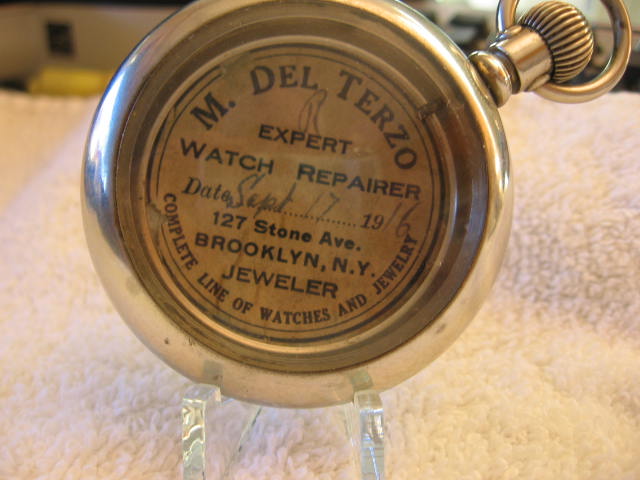 M. DEL TERZO
R
EXPERT
WATCH REPAIRER
Date, Sept. 17 1916
127 Stone Ave.
BROOKLYN, N.Y.
JEWELER
COMPLETE LINE OF WATCHES AND JEWELRY